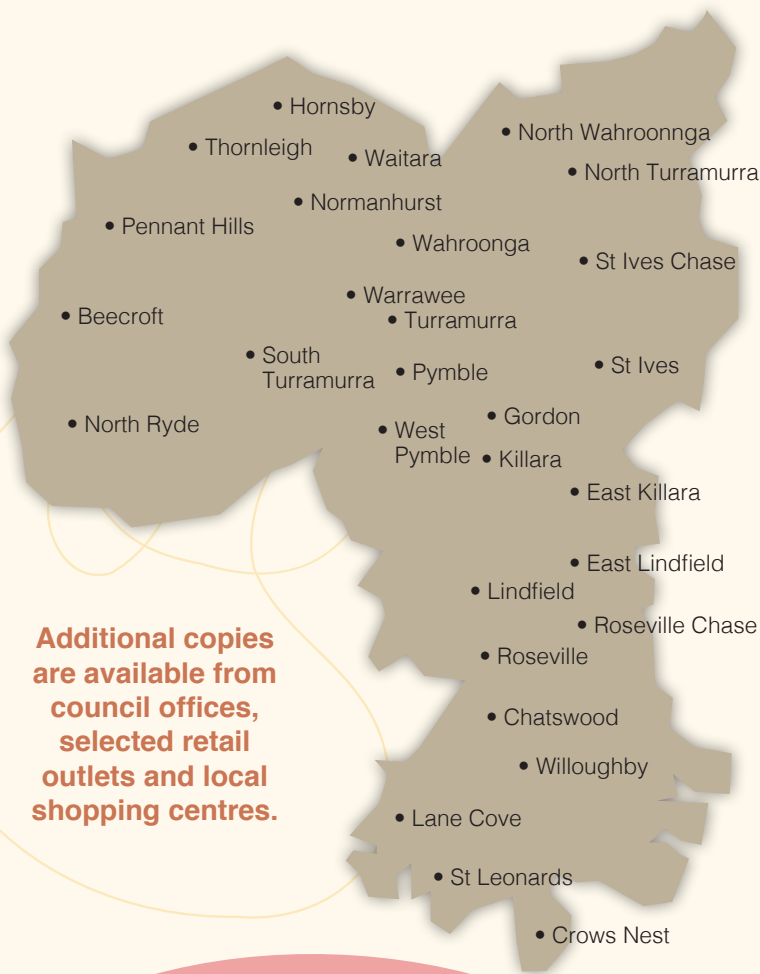 Hornsby
North Wahroonnga
Thornleigh
Waitara
North Turramurra
Normanhurst
Pennant Hills
Wahroonga
St Ives Chase
Warrawee
Beecroft
Turramurra
South
Turramurra
Pymble
St Ives
Gordon
North Ryde
West
Pymble
Killara
East Killara
East Lindfield
Lindfield
Roseville Chase
Roseville
Additional copies
are available from
council offices,
selected retail
outlets and local
shopping centres.
Chatswood
Willoughby
Lane Cove
St Leonards
Crows Nest